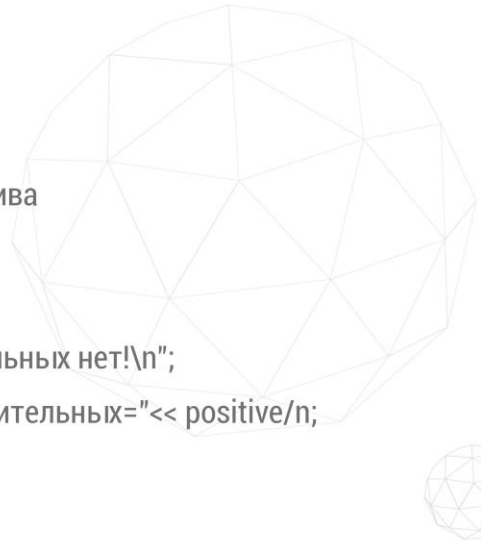 ива
льных нет!\n";
ительных="<< positive/n;